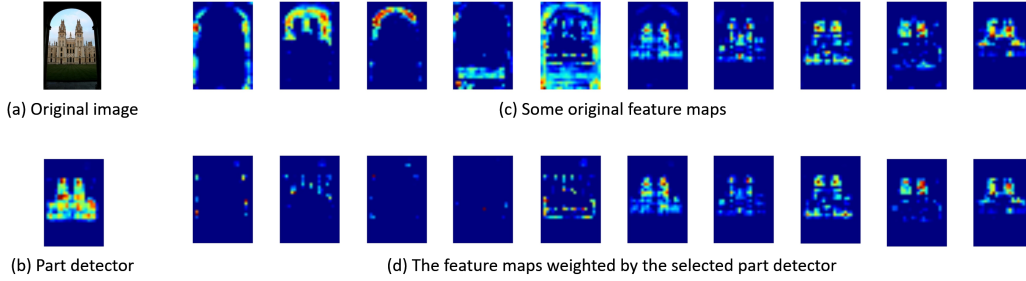 (a) Original image
(c) Some original feature maps
(b) Part detector
(d) The feature maps weighted by the selected part detector